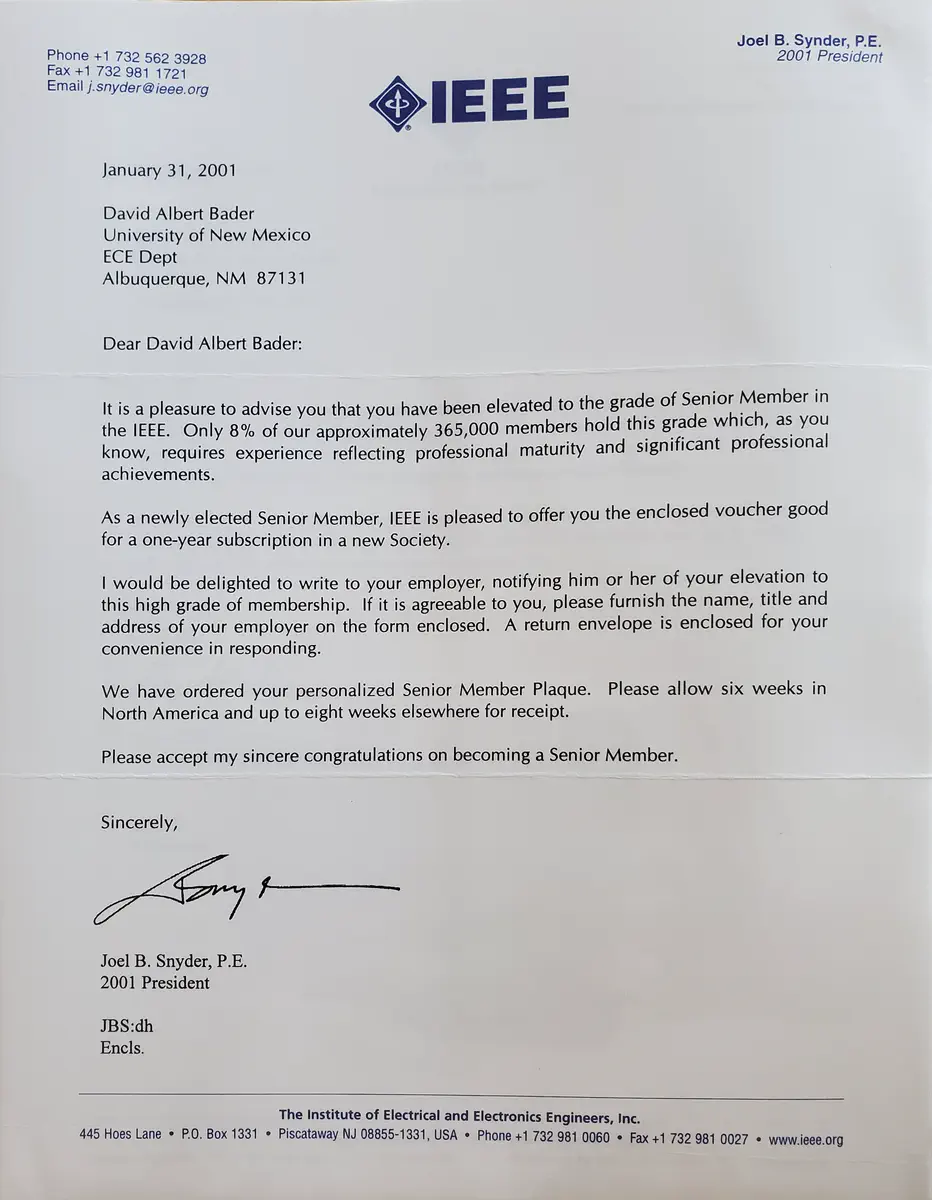 Phone +1 732 562 3928
Fax +1 732 981 1721
Email j.snyder@ieee.org
Joel B. Synder, P.E.
2001 President
IEEE
January 31, 2001
David Albert Bader
University of New Mexico
ECE Dept
Albuquerque, NM 87131
Dear David Albert Bader:
It is a pleasure to advise you that you have been elevated to the grade of Senior Member in
the IEEE. Only 8% of our approximately 365,000 members hold this grade which, as you
know, requires experience reflecting professional maturity and significant professional
achievements.
As a newly elected Senior Member, IEEE is pleased to offer you the enclosed voucher good
for a one-year subscription in a new Society.
I would be delighted to write to your employer, notifying him or her of your elevation to
this high grade of membership. If it is agreeable to you, please furnish the name, title and
address of your employer on the form enclosed. A return envelope is enclosed for your
convenience in responding.
We have ordered your personalized Senior Member Plaque. Please allow six weeks in
North America and up to eight weeks elsewhere for receipt.
Please accept my sincere congratulations on becoming a Senior Member.
Sincerely,
Joel B. Snyder, P.E.
2001 President
JBS:dh
Encls.
The Institute of Electrical and Electronics Engineers, Inc.
445 Hoes Lane • P.O. Box 1331 • Piscataway NJ 08855-1331, USA • Phone +1 732 981 0060 • Fax +1 732 981 0027 • www.ieee.org